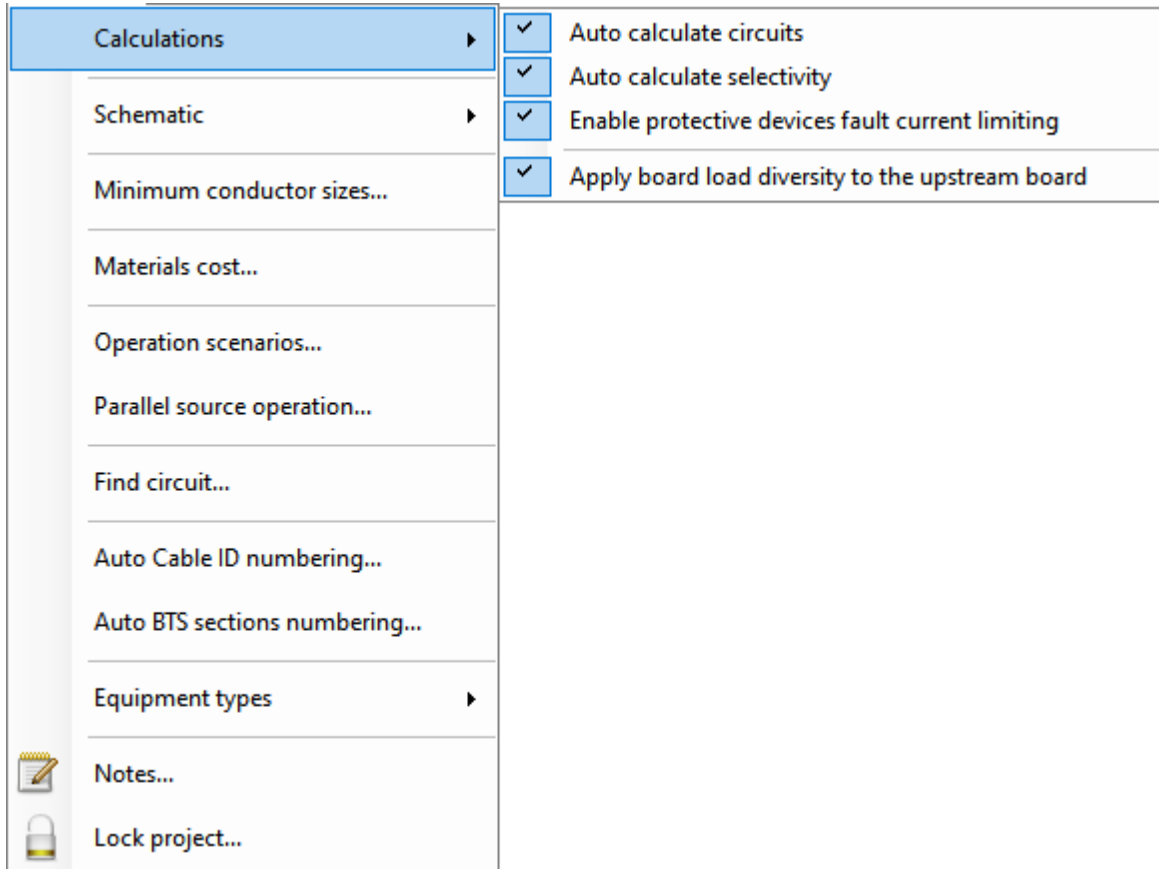 Calculations
Auto calculate circuits
Auto calculate selectivity
Enable protective devices fault current limiting
Apply board load diversity to the upstream board
Schematic
Minimum conductor sizes...
Materials cost...
Operation scenarios...
Parallel source operation...
Find circuit...
Auto Cable ID numbering...
Auto BTS sections numbering...
Equipment types
Notes...
Lock project...